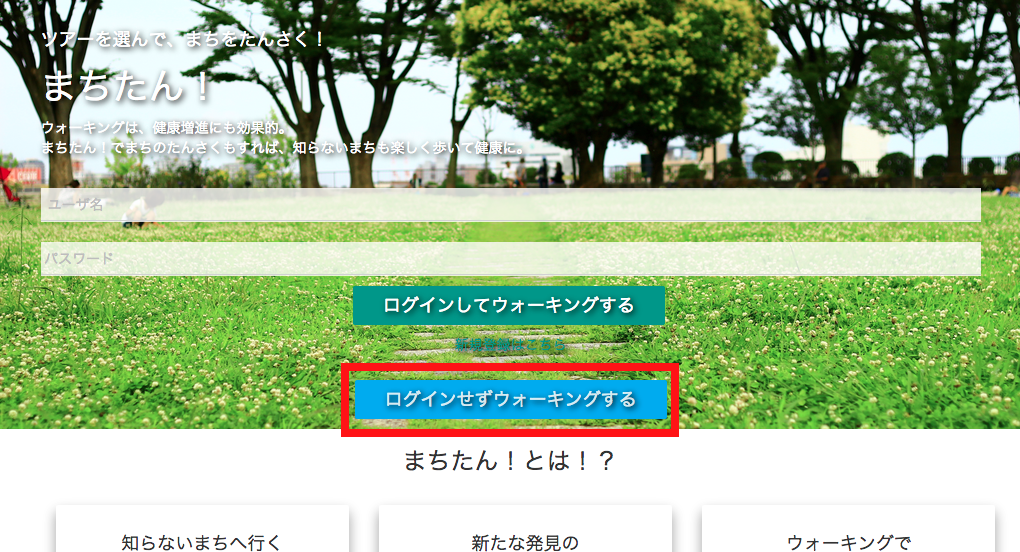 ツアーを選んで、まちをたんさく！
まちたん！
ウォーキングは、健康増進にも効果的。
まちたん！でまちのたんさくもすれば、知らないまちも楽しく歩いて健康に。
ユーザ名
パスワード
ログインしてウォーキングする
新規登録はこちら
ログインせずウォーキングする
まちたん！とは！？
知らないまちへ行く
新たな発見の
ウォーキングで